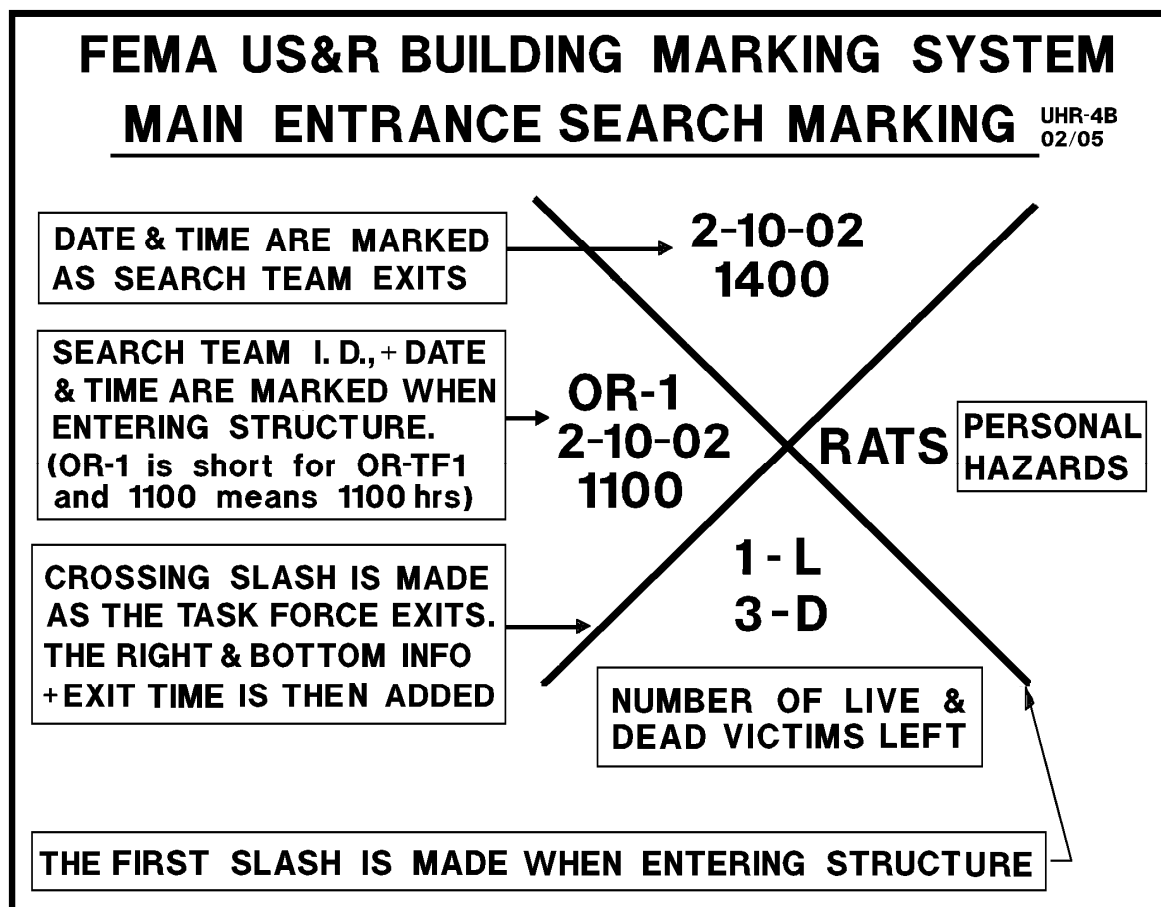 FEMA US&R BUILDING MARKING SYSTEM
MAIN ENTRANCE SEARCH MARKING
UHR-4B
02/05
DATE & TIME ARE MARKED
AS SEARCH TEAM EXITS
2-10-02
1400
SEARCH TEAM I. D., + DATE
& TIME ARE MARKED WHEN
ENTERING STRUCTURE.
(OR-1 is short for OR-TF1
and 1100 means 1100 hrs)
OR-1
2-10-02
1100
RATS
PERSONAL
HAZARDS
CROSSING SLASH IS MADE
AS THE TASK FORCE EXITS.
THE RIGHT & BOTTOM INFO
+EXIT TIME IS THEN ADDED
1 - L
3 -D
NUMBER OF LIVE &
DEAD VICTIMS LEFT
THE FIRST SLASH IS MADE WHEN ENTERING STRUCTURE